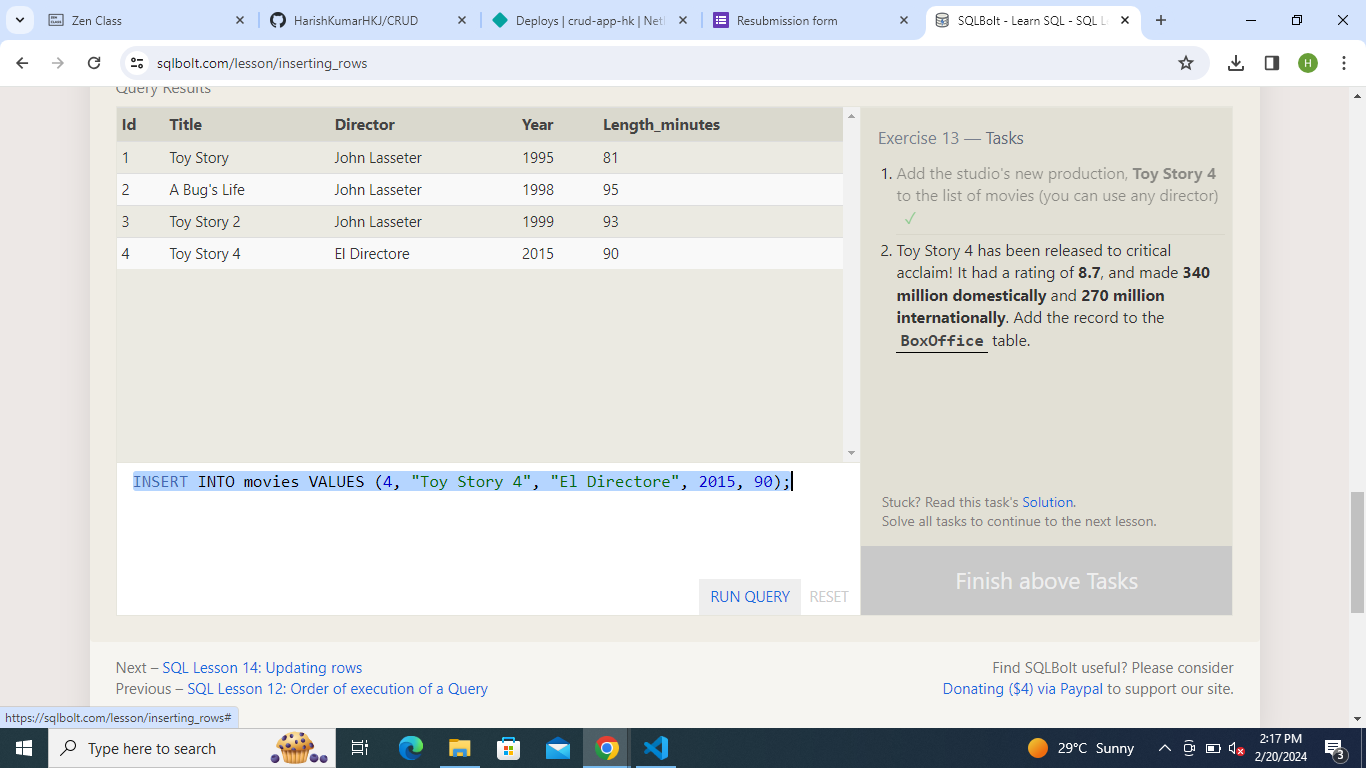 Zen Class
HarishKumarHKJ/CRUD
Deploys | crud-app-hk | Netl
Resubmission form
SQLBolt - Learn SQL - SQL Le
sqlbolt.com/lesson/inserting_rows
H
Query Results
Id Title Director Year Length_minutes
1 Toy Story John Lasseter 1995 81
2 A Bug's Life John Lasseter 1998 95
3 Toy Story 2 John Lasseter 1999 93
4 Toy Story 4 El Directore 2015 90
Exercise 13 — Tasks
1. Add the studio's new production, Toy Story 4
to the list of movies (you can use any director)
✓
2. Toy Story 4 has been released to critical
acclaim! It had a rating of 8.7, and made 340
million domestically and 270 million
internationally. Add the record to the
BoxOffice table.
INSERT INTO movies VALUES (4, "Toy Story 4", "El Directore", 2015, 90);
Stuck? Read this task's Solution.
Solve all tasks to continue to the next lesson.
RUN QUERY RESET
Finish above Tasks
Next – SQL Lesson 14: Updating rows
Previous – SQL Lesson 12: Order of execution of a Query
Find SQLBolt useful? Please consider
Donating ($4) via Paypal to support our site.
https://sqlbolt.com/lesson/inserting_rows#
Type here to search
29°C Sunny
2:17 PM
2/20/2024
3